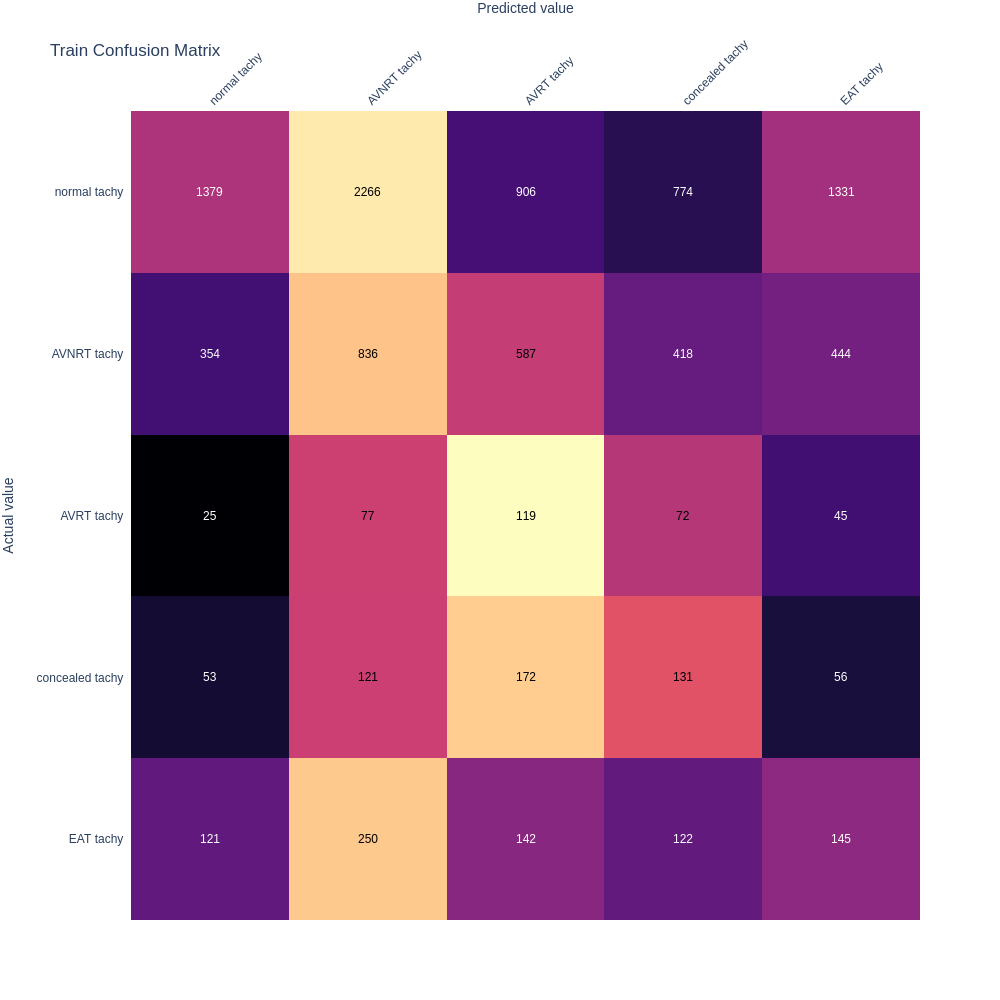 Predicted value
Train Confusion Matrix
normal tachy AVNRT tachy AVRT tachy concealed tachy EAT tachy
Actual value
normal tachy 1379 2266 906 774 1331
AVNRT tachy 354 836 587 418 444
AVRT tachy 25 77 119 72 45
concealed tachy 53 121 172 131 56
EAT tachy 121 250 142 122 145